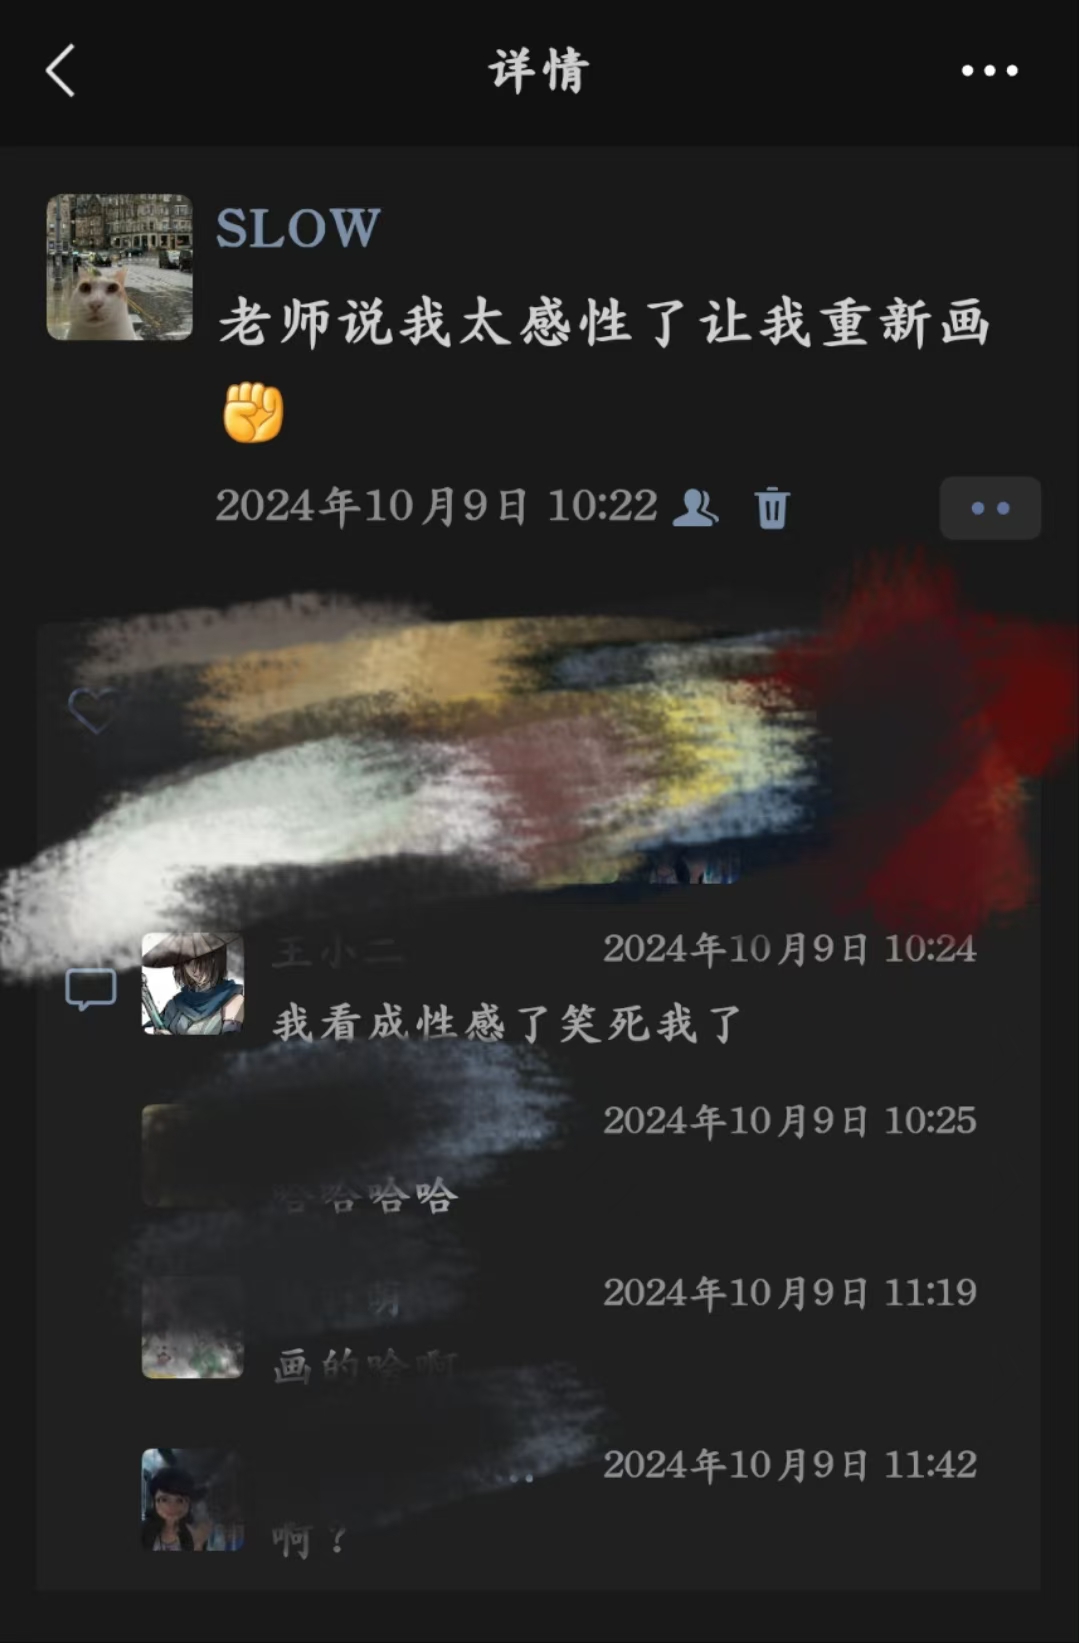 详情
SLOW
老师说我太感性了让我重新画
✊
2024年10月9日 10:22
王小二
2024年10月9日 10:24
我看成性感了笑死我了
2024年10月9日 10:25
哈哈哈哈
明
2024年10月9日 11:19
画的啥啊
2024年10月9日 11:42
啊？